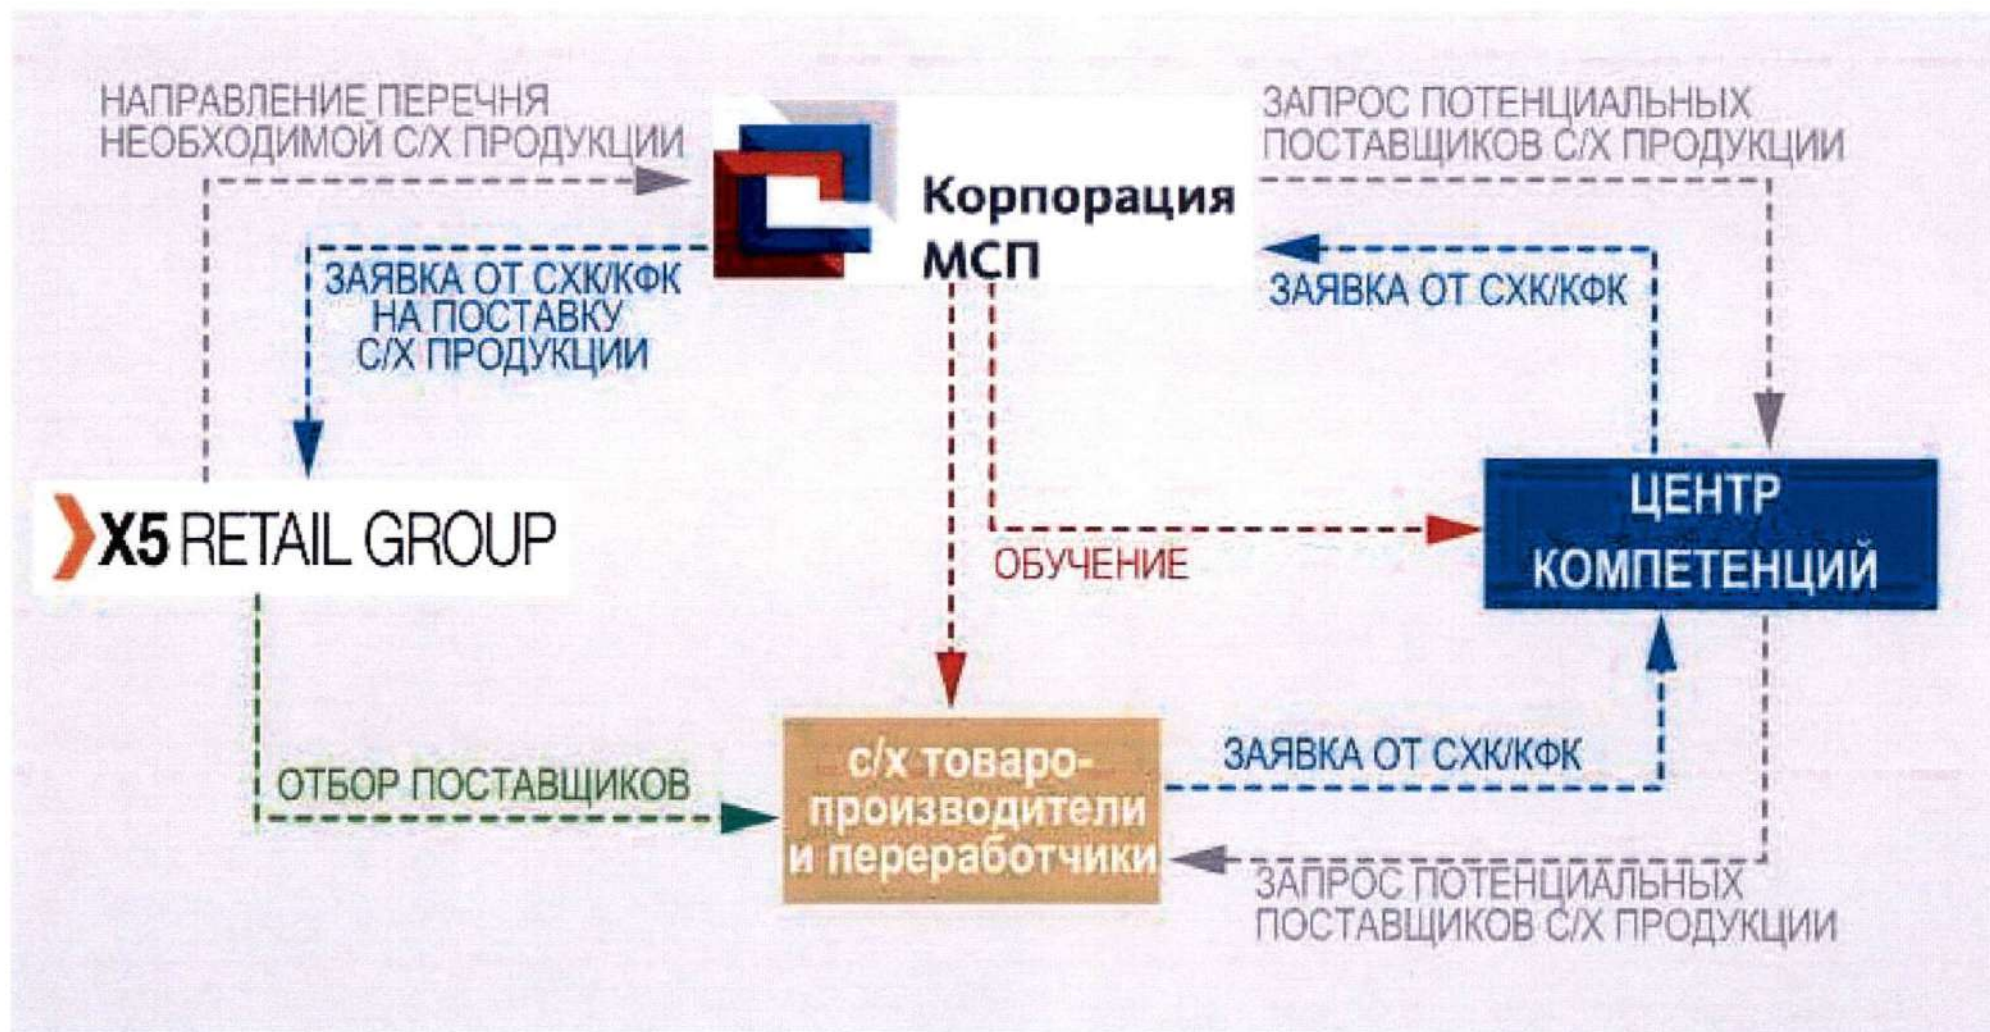 НАПРАВЛЕНИЕ ПЕРЕЧНЯ
НЕОБХОДИМОЙ С/Х ПРОДУКЦИИ
Корпорация
МСП
ЗАПРОС ПОТЕНЦИАЛЬНЫХ
ПОСТАВЩИКОВ С/Х ПРОДУКЦИИ
ЗАЯВКА ОТ СХК/КФК
НА ПОСТАВКУ
С/Х ПРОДУКЦИИ
ЗАЯВКА ОТ СХК/КФК
X5 RETAIL GROUP
ОБУЧЕНИЕ
ЦЕНТР
КОМПЕТЕНЦИЙ
ОТБОР ПОСТАВЩИКОВ
с/х товаро-
производители
и переработчики
ЗАЯВКА ОТ СХК/КФК
ЗАПРОС ПОТЕНЦИАЛЬНЫХ
ПОСТАВЩИКОВ С/Х ПРОДУКЦИИ